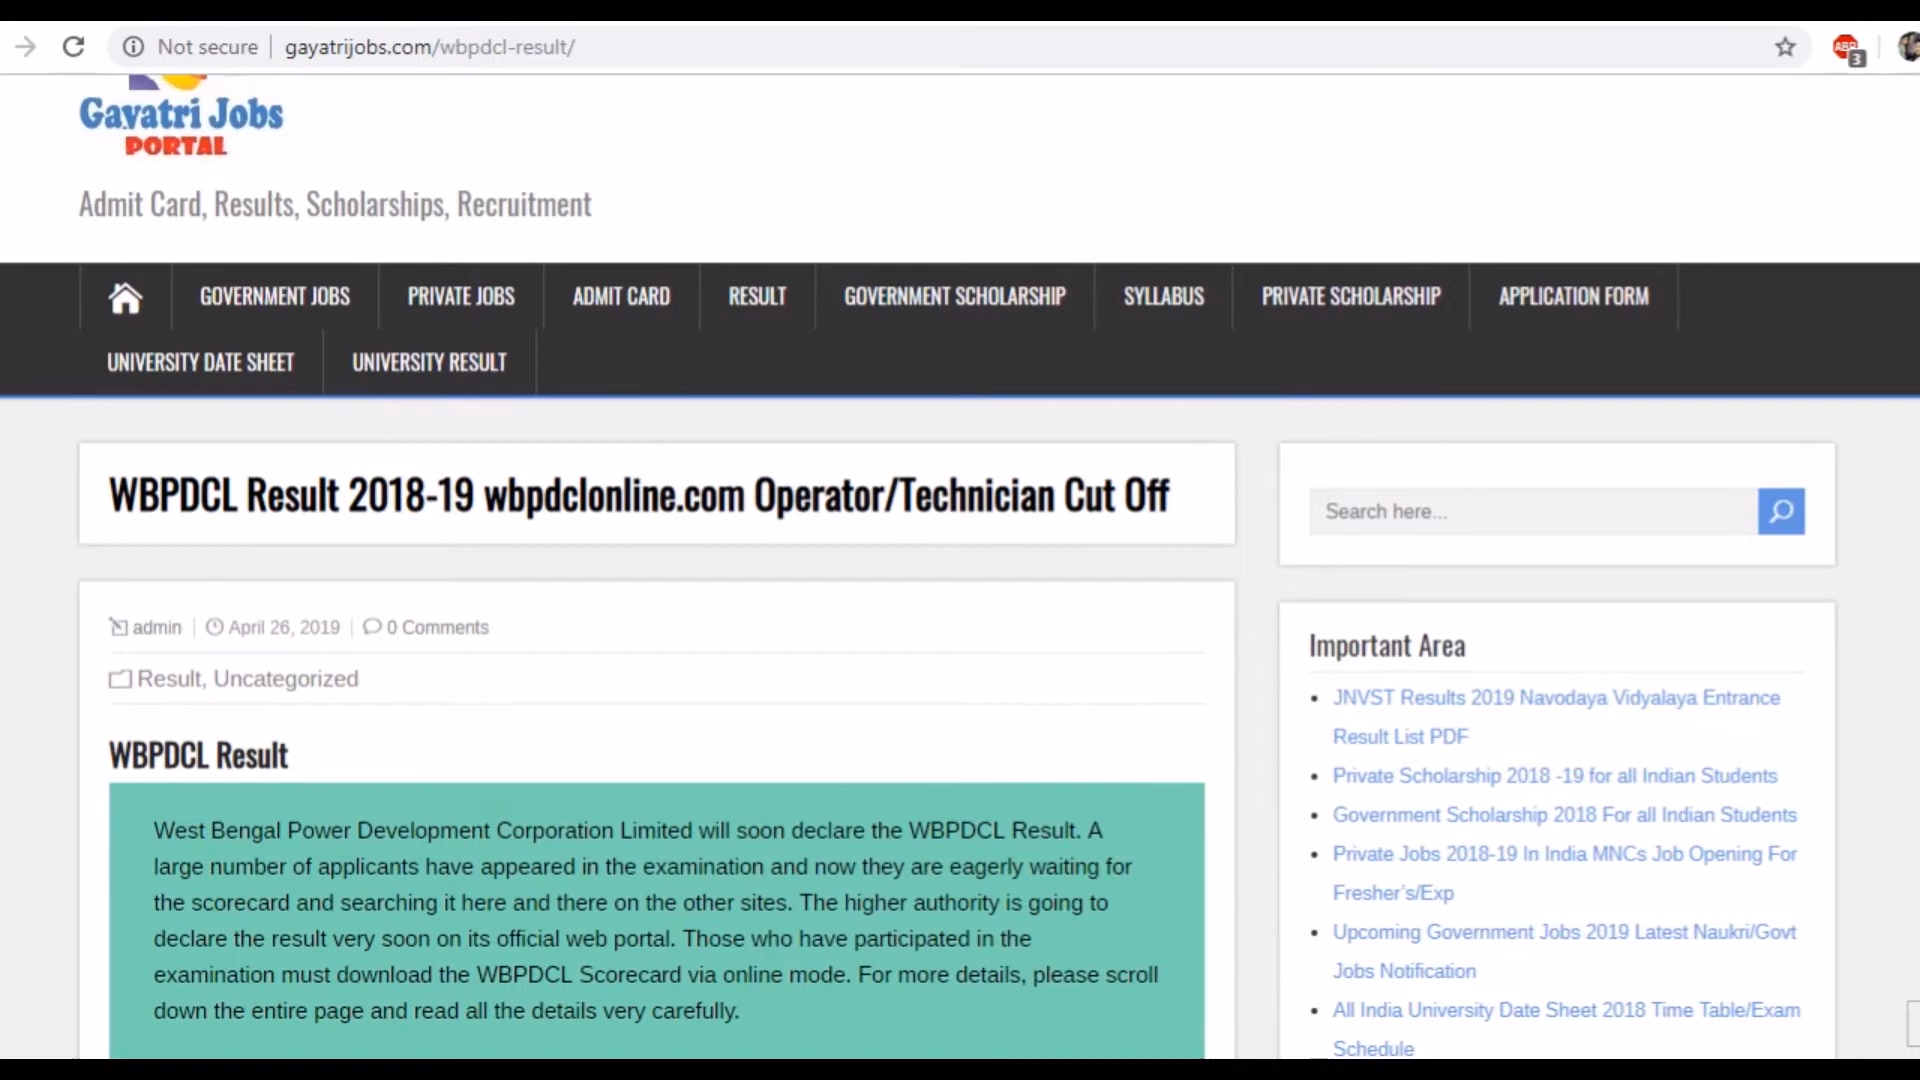 Not secure | gayatrijobs.com/wbpdcl-result/
ABP 3
Gayatri Jobs
PORTAL
Admit Card, Results, Scholarships, Recruitment
GOVERNMENT JOBS PRIVATE JOBS ADMIT CARD RESULT GOVERNMENT SCHOLARSHIP SYLLABUS PRIVATE SCHOLARSHIP APPLICATION FORM
UNIVERSITY DATE SHEET UNIVERSITY RESULT
WBPDCL Result 2018-19 wbpdclonline.com Operator/Technician Cut Off
admin April 26, 2019 0 Comments
Result, Uncategorized
WBPDCL Result
West Bengal Power Development Corporation Limited will soon declare the WBPDCL Result. A
large number of applicants have appeared in the examination and now they are eagerly waiting for
the scorecard and searching it here and there on the other sites. The higher authority is going to
declare the result very soon on its official web portal. Those who have participated in the
examination must download the WBPDCL Scorecard via online mode. For more details, please scroll
down the entire page and read all the details very carefully.
Search here...
Important Area
JNVST Results 2019 Navodaya Vidyalaya Entrance
Result List PDF
Private Scholarship 2018 -19 for all Indian Students
Government Scholarship 2018 For all Indian Students
Private Jobs 2018-19 In India MNCs Job Opening For
Fresher’s/Exp
Upcoming Government Jobs 2019 Latest Naukri/Govt
Jobs Notification
All India University Date Sheet 2018 Time Table/Exam
Schedule